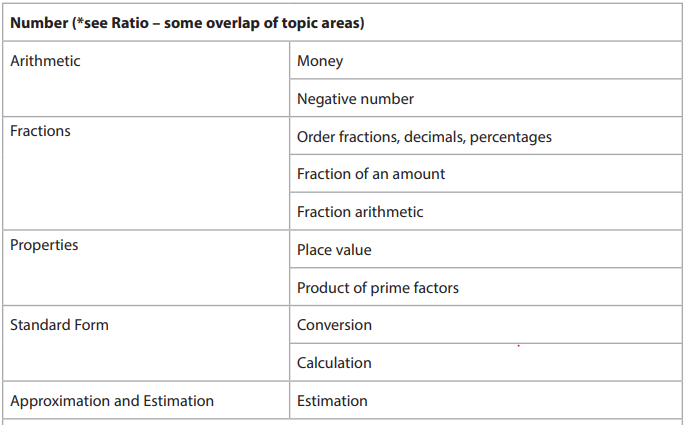 Number (*see Ratio – some overlap of topic areas)
Arithmetic
Money
Negative number
Fractions
Order fractions, decimals, percentages
Fraction of an amount
Fraction arithmetic
Properties
Place value
Product of prime factors
Standard Form
Conversion
Calculation
Approximation and Estimation
Estimation